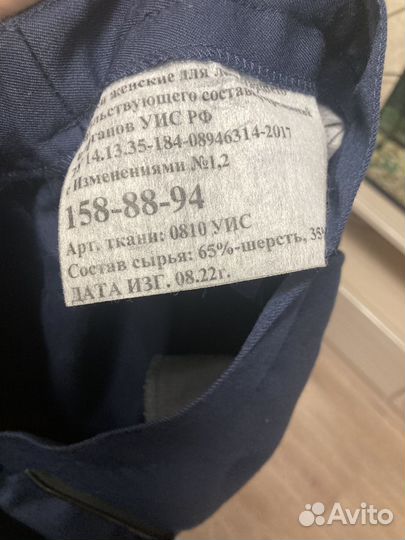 женские для
ствующего состава
ганов УИС РФ
14.13.35-184-08946314-2017
с изменениями №1,2
158-88-94
Арт. ткани: 0810 УИС
Состав сырья: 65%-шерсть, 35%
ДАТА ИЗГ. 08.22г.
Avito